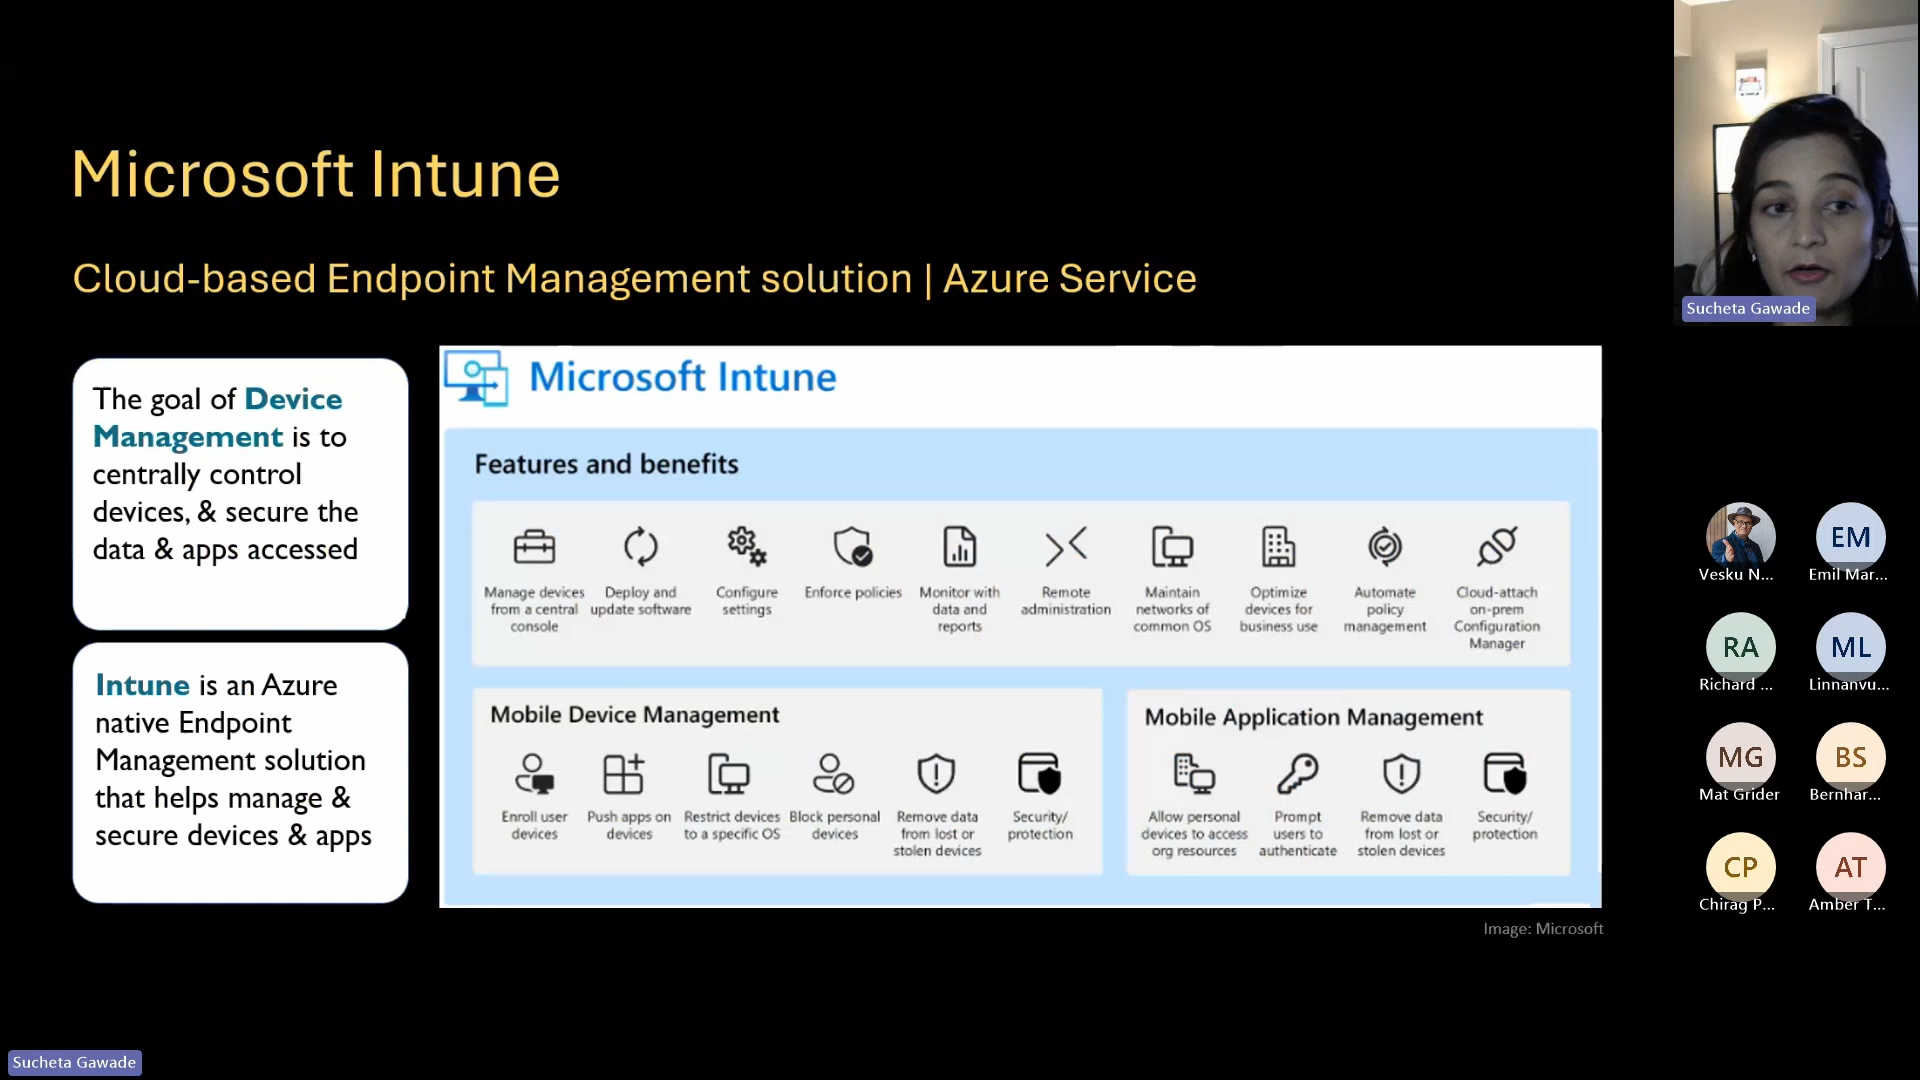 Microsoft Intune
Cloud-based Endpoint Management solution | Azure Service
The goal of Device
Management is to
centrally control
devices, & secure the
data & apps accessed
Intune is an Azure
native Endpoint
Management solution
that helps manage &
secure devices & apps
Microsoft Intune
Features and benefits
Manage devices
from a central
console
Deploy and
update software
Configure
settings
Enforce policies
Monitor with
data and
reports
Remote
administration
Maintain
networks of
common OS
Optimize
devices for
business use
Automate
policy
management
Cloud-attach
on-prem
Configuration
Manager
Mobile Device Management
Enroll user
devices
Push apps on
devices
Restrict devices
to a specific OS
Block personal
devices
Remove data
from lost or
stolen devices
Security/
protection
Mobile Application Management
Allow personal
devices to access
org resources
Prompt
users to
authenticate
Remove data
from lost or
stolen devices
Security/
protection
Image: Microsoft
Sucheta Gawade
Vesku N...
EM
Emil Mar...
RA
Richard ...
ML
Linnanvu...
MG
Mat Grider
BS
Bernhar...
CP
Chirag P...
AT
Amber T...
Sucheta Gawade